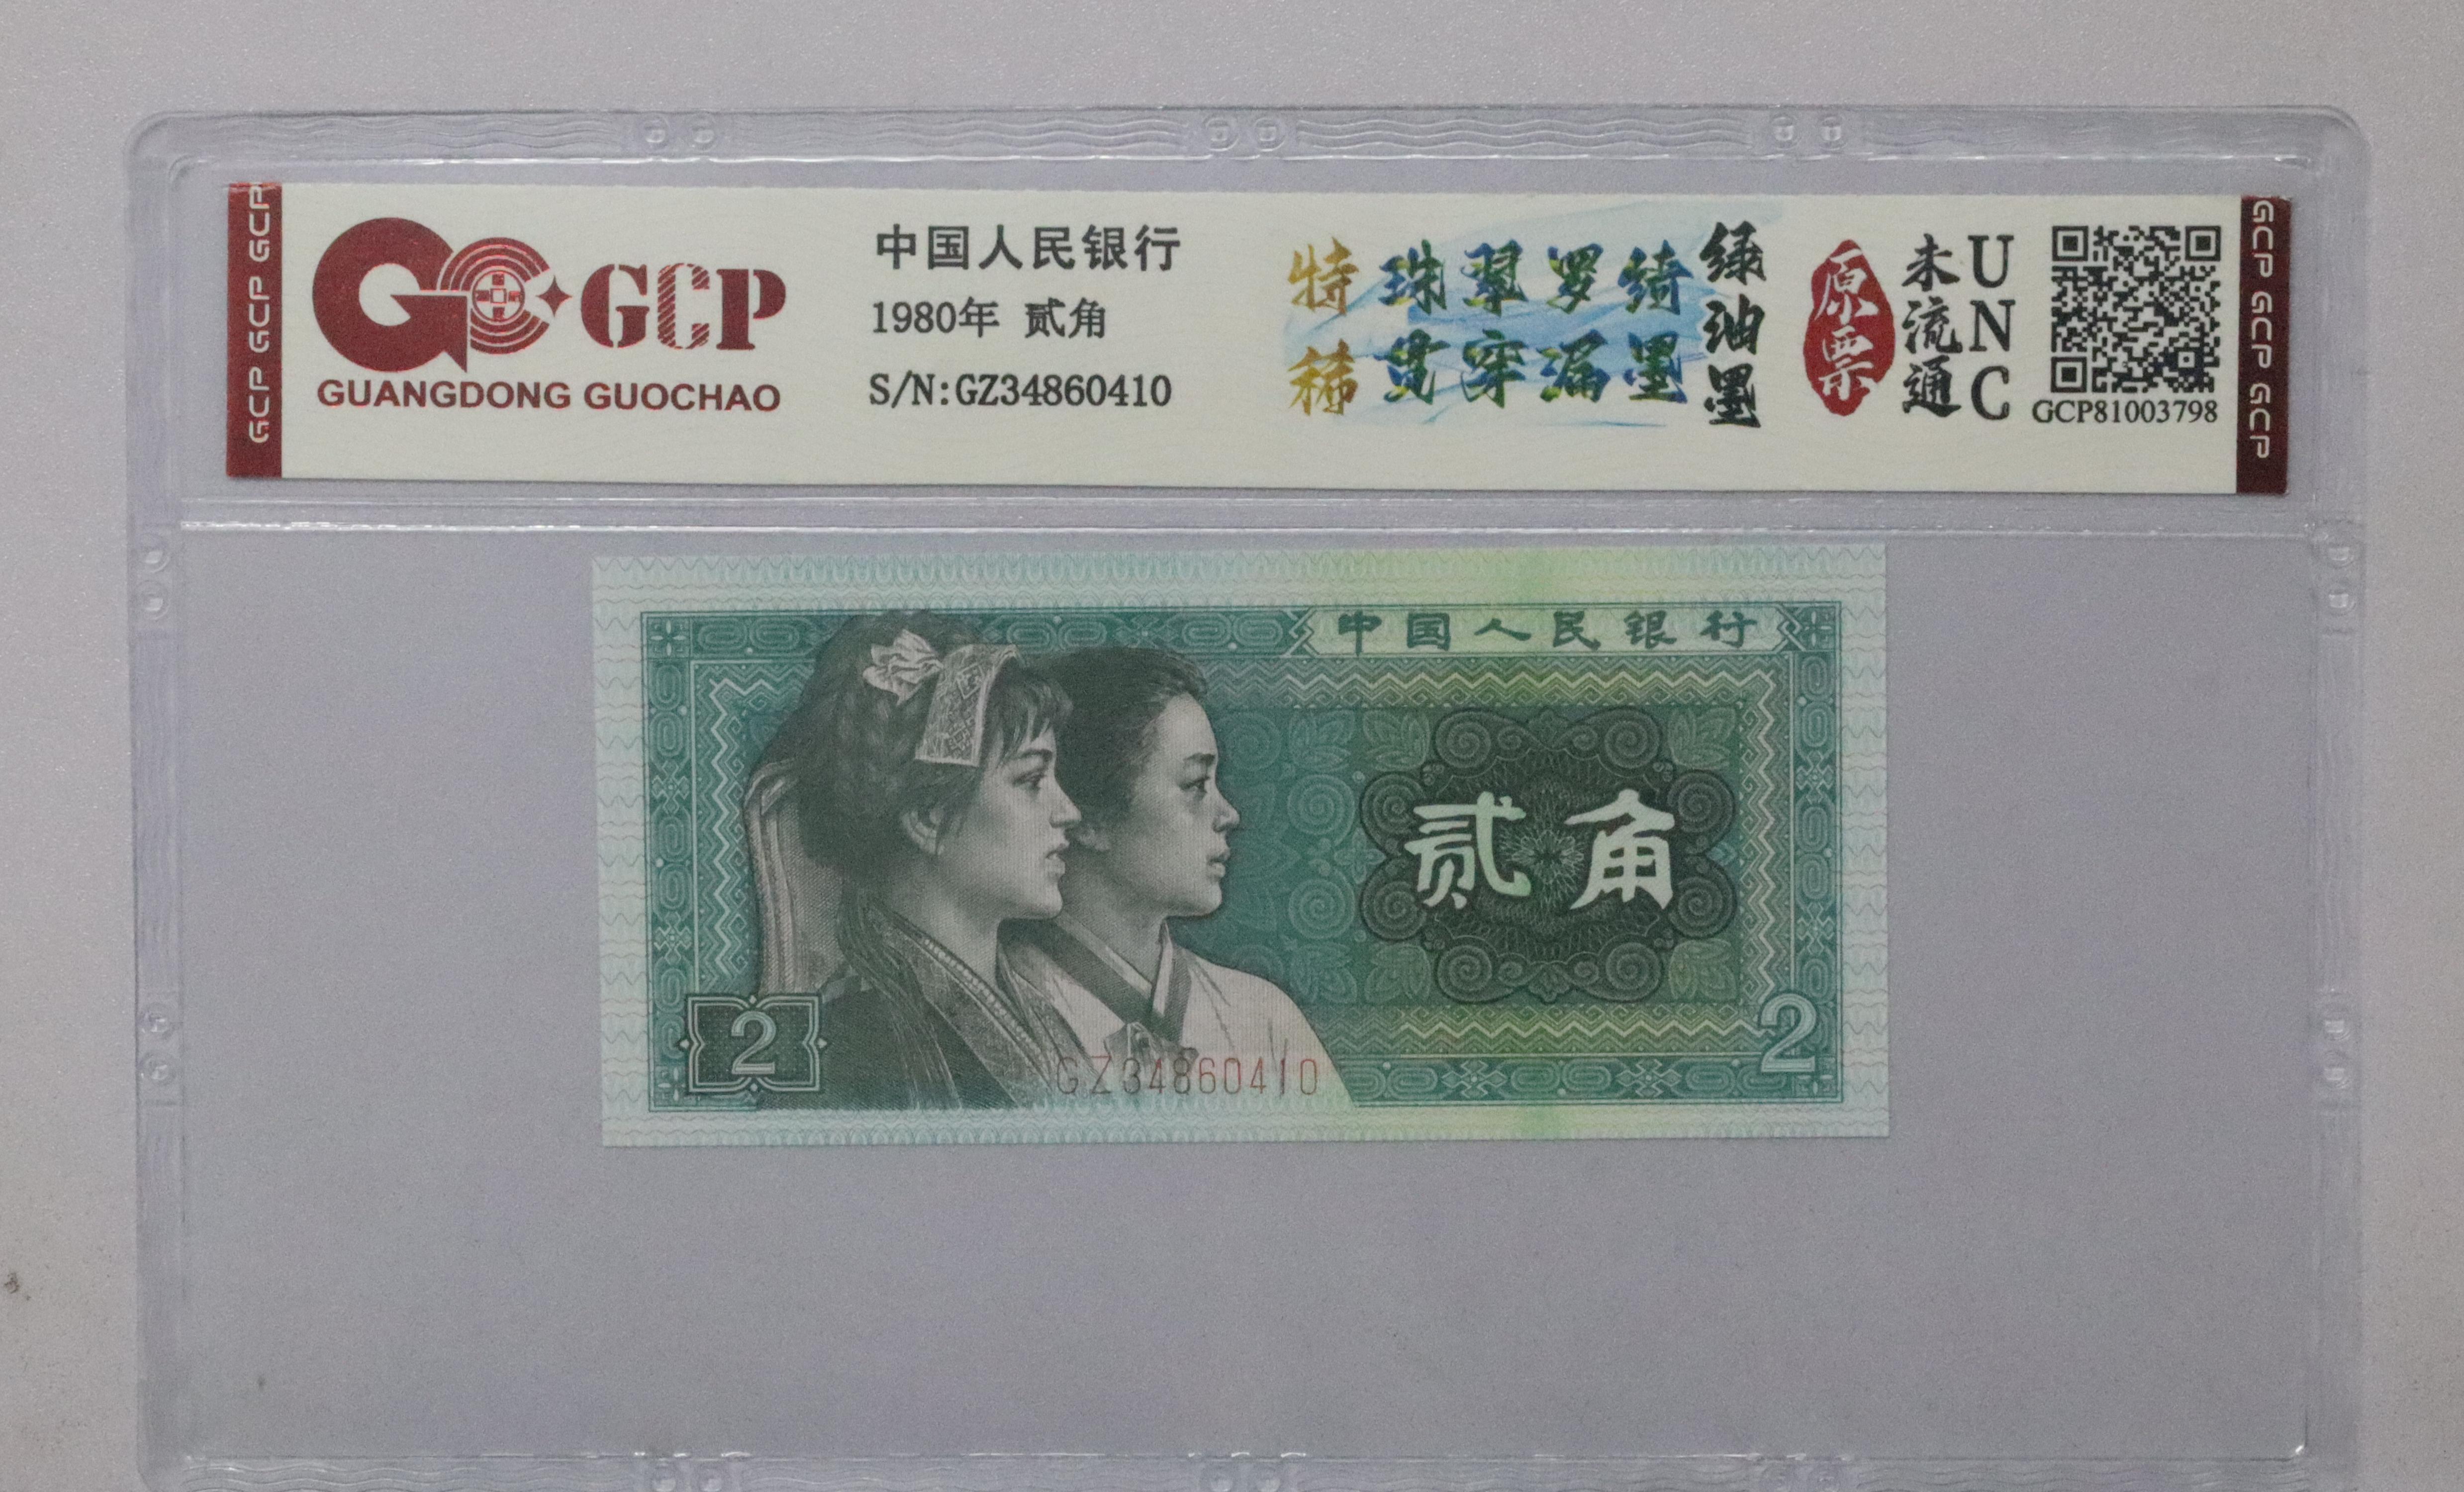 GCP GCP GCP
GCP
GUANGDONG GUOCHAO
中国人民银行
1980年 贰角
S/N:GZ34860410
特稀
珠翠罗绮
贯穿漏墨
绿油墨
原票
未流通
UNC
GCP81003798
GCP GCP GCP
中国人民银行
贰角
2
GZ34860410
2